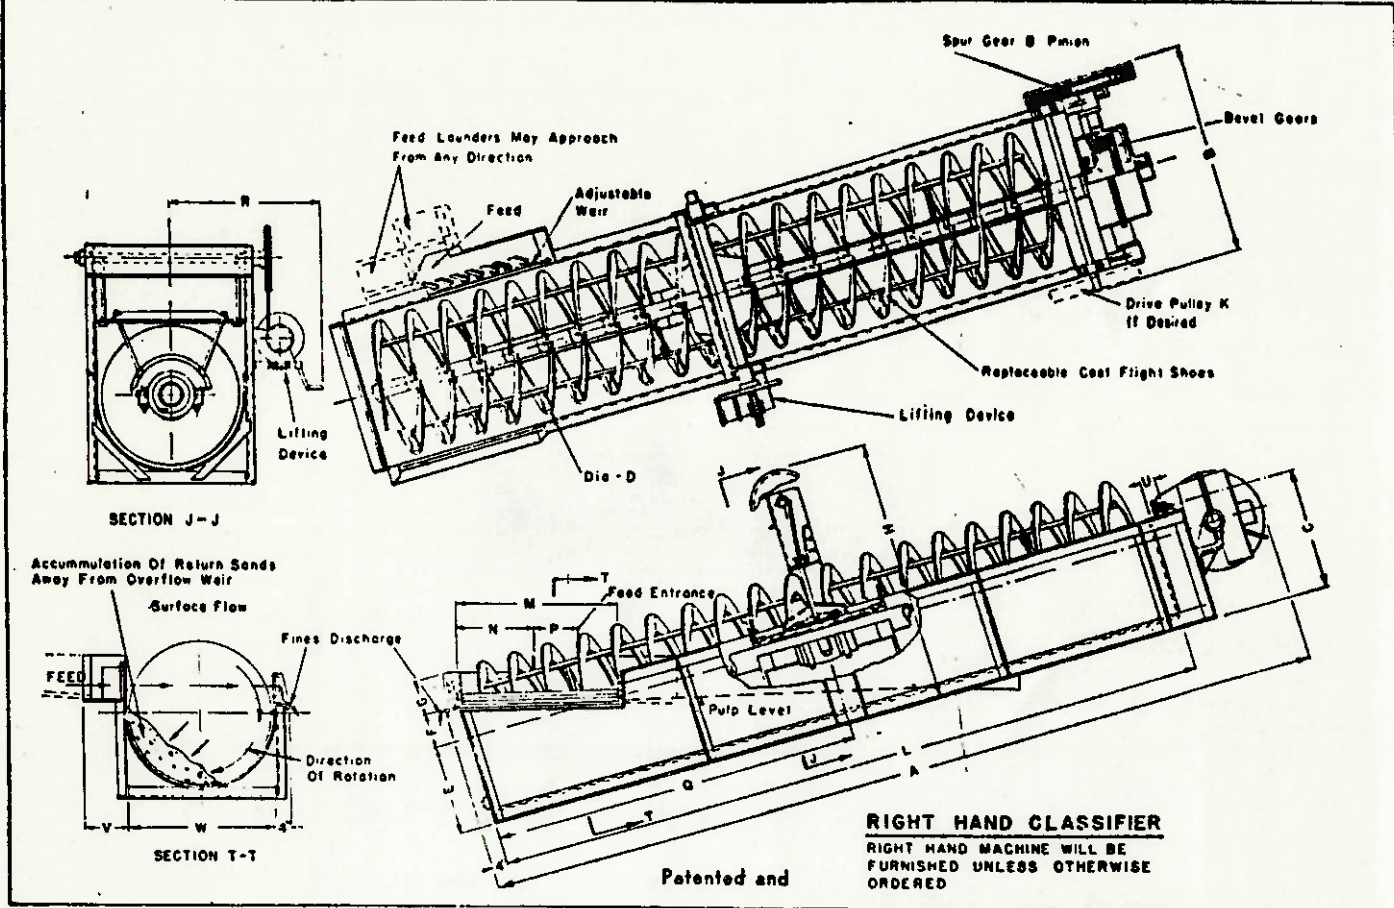 Spur Gear & Pinion
Bevel Gears
B
Feed Launders May Approach
From Any Direction
Feed
Adjustable
Weir
R
Drive Pulley K
If Desired
Replaceable Cast Flight Shoes
Lifting Device
Lifting
Device
Dia - D
SECTION J-J
J
H
U
C
Accummulation Of Return Sands
Away From Overflow Weir
Surface Flow
Fines Discharge
FEED
Direction
Of Rotation
V
W
4
SECTION T-T
T
M
Feed Entrance
N
P
G
F
E
Pulp Level
J
L
Q
A
T
4
RIGHT HAND CLASSIFIER
RIGHT HAND MACHINE WILL BE
FURNISHED UNLESS OTHERWISE
ORDERED
Patented and